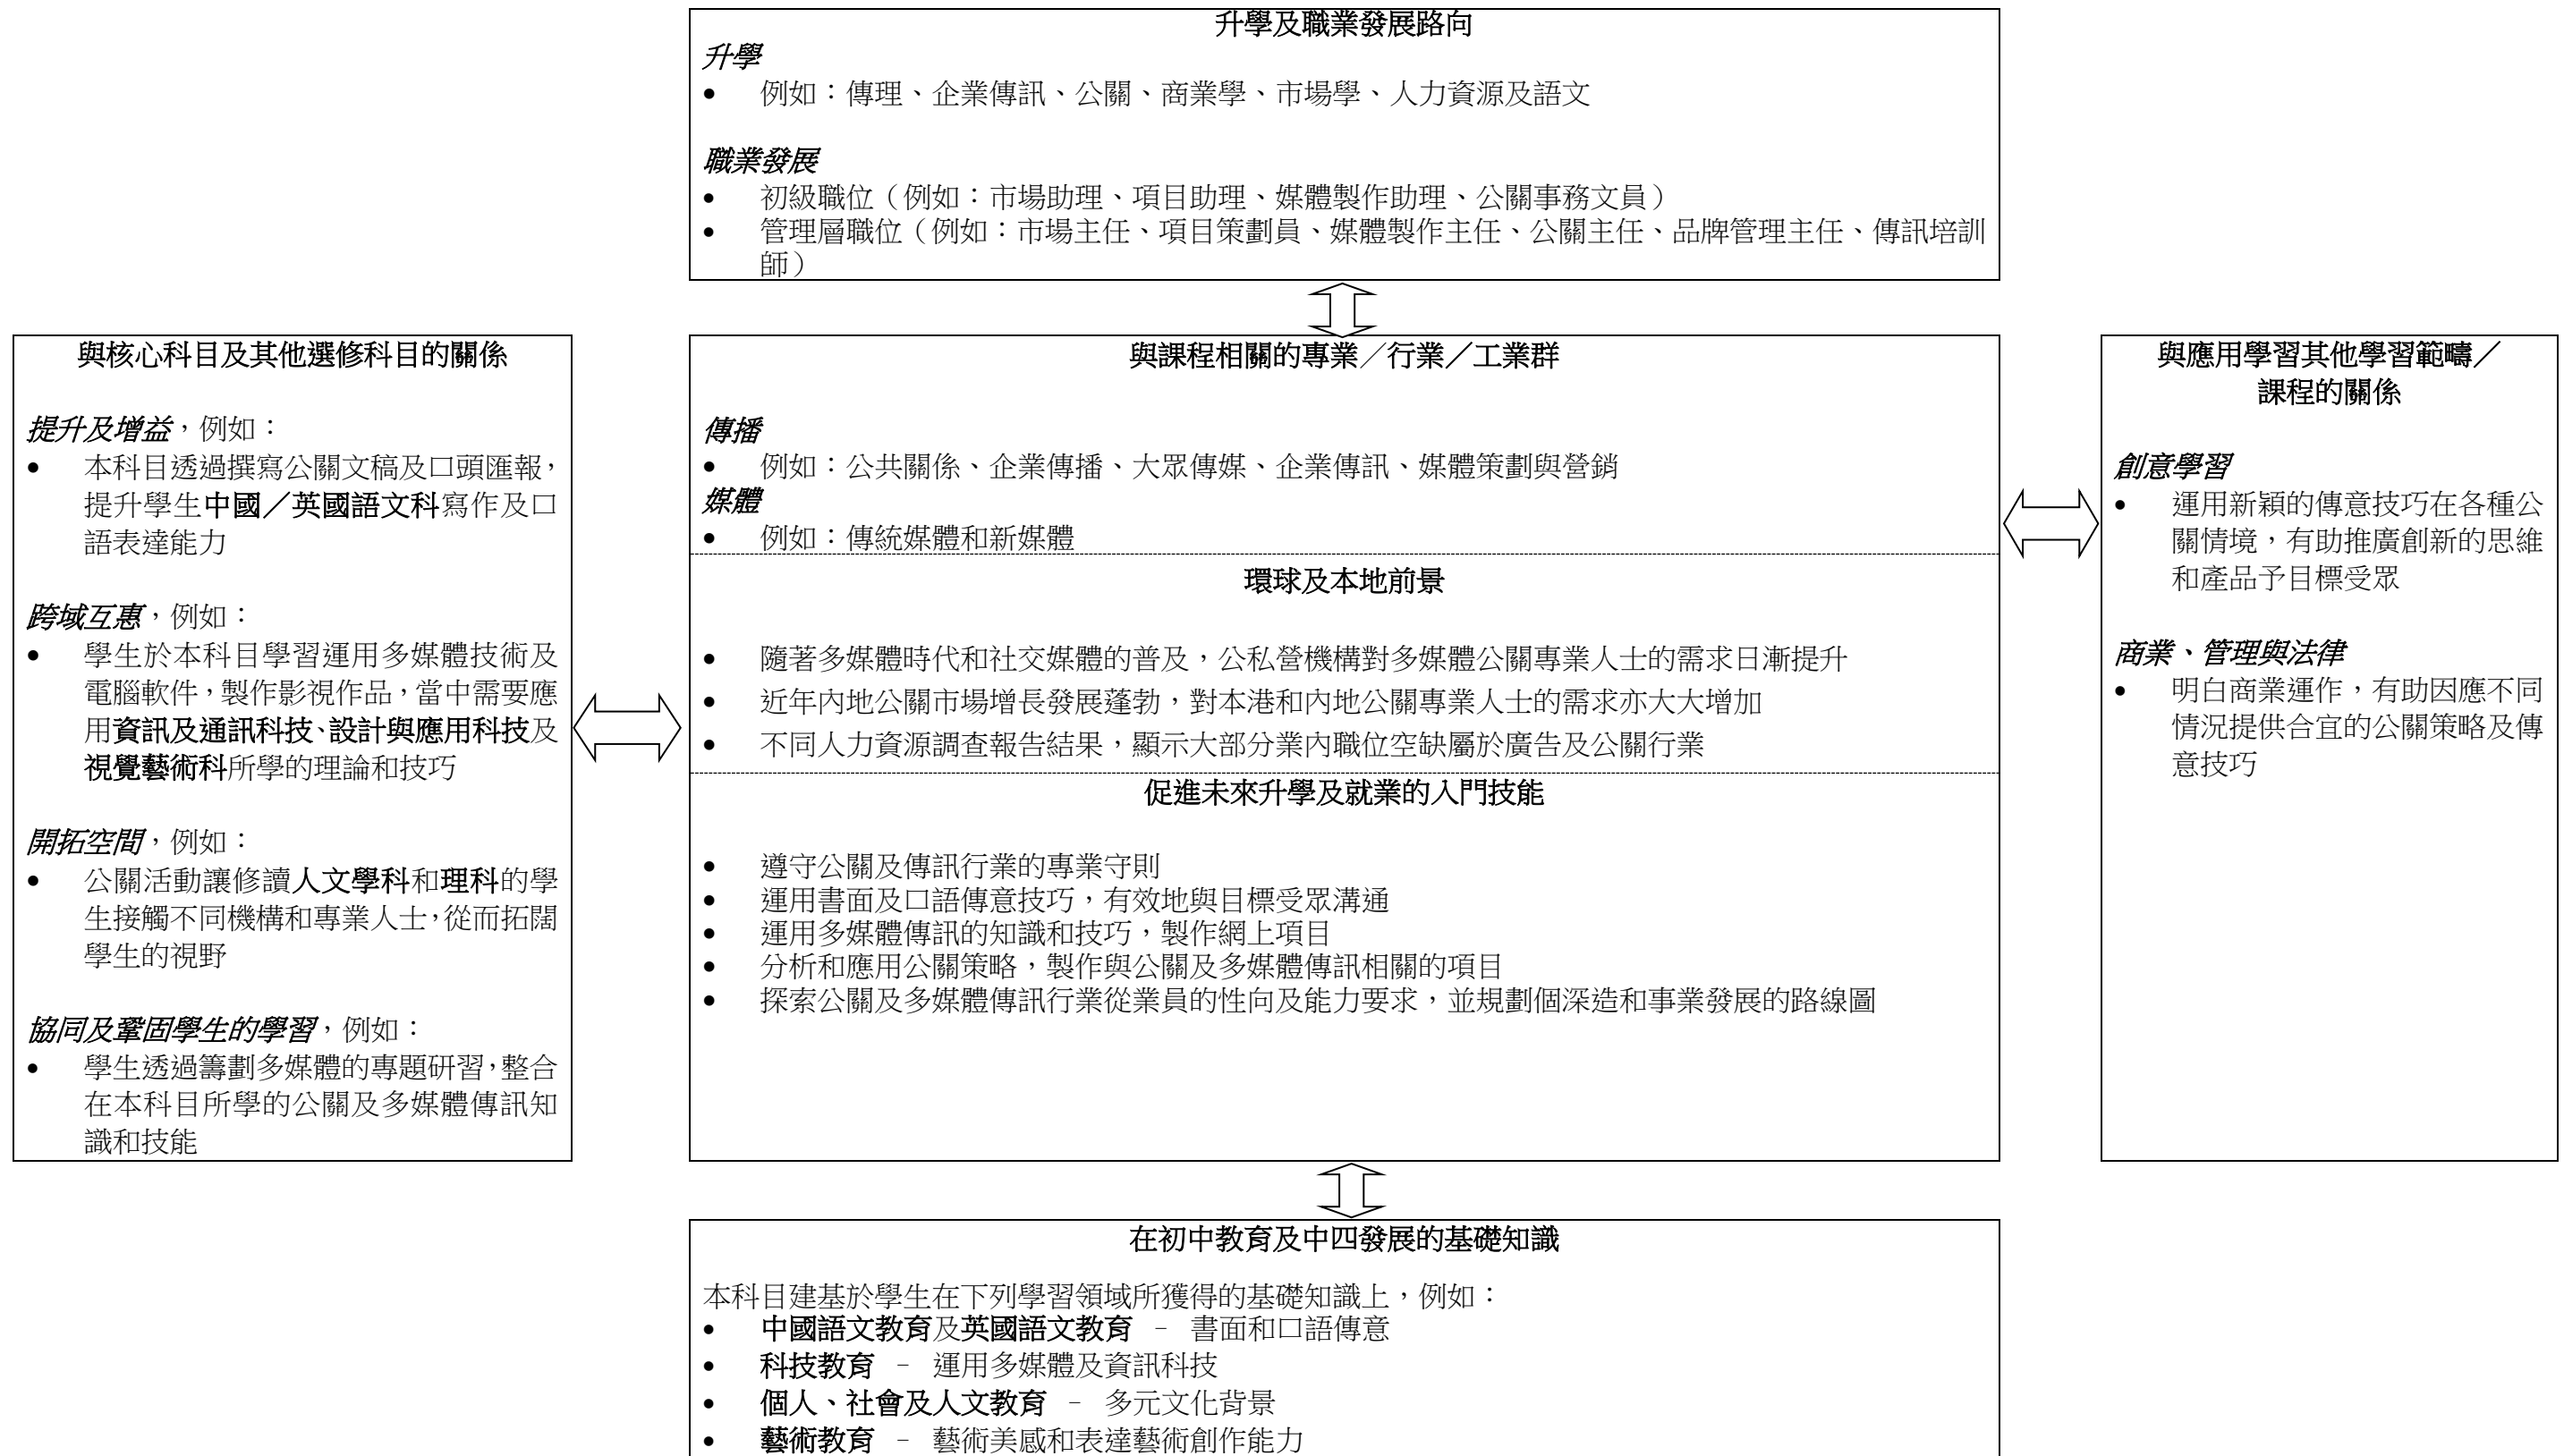 升學及職業發展路向
升學
• 例如：傳理、企業傳訊、公關、商業學、市場學、人力資源及語文
職業發展
• 初級職位（例如：市場助理、項目助理、媒體製作助理、公關事務文員）
• 管理層職位（例如：市場主任、項目策劃員、媒體製作主任、公關主任、品牌管理主任、傳訊培訓
師）
與核心科目及其他選修科目的關係
提升及增益，例如：
• 本科目透過撰寫公關文稿及口頭匯報，
提升學生中國／英國語文科寫作及口
語表達能力
跨域互惠，例如：
• 學生於本科目學習運用多媒體技術及
電腦軟件，製作影視作品，當中需要應
用資訊及通訊科技、設計與應用科技及
視覺藝術科所學的理論和技巧
開拓空間，例如：
• 公關活動讓修讀人文學科和理科的學
生接觸不同機構和專業人士，從而拓闊
學生的視野
協同及鞏固學生的學習，例如：
• 學生透過籌劃多媒體的專題研習，整合
在本科目所學的公關及多媒體傳訊知
識和技能
與課程相關的專業／行業／工業群
傳播
• 例如：公共關係、企業傳播、大眾傳媒、企業傳訊、媒體策劃與營銷
媒體
• 例如：傳統媒體和新媒體
環球及本地前景
• 隨著多媒體時代和社交媒體的普及，公私營機構對多媒體公關專業人士的需求日漸提升
• 近年內地公關市場增長發展蓬勃，對本港和內地公關專業人士的需求亦大大增加
• 不同人力資源調查報告結果，顯示大部分業內職位空缺屬於廣告及公關行業
促進未來升學及就業的入門技能
• 遵守公關及傳訊行業的專業守則
• 運用書面及口語傳意技巧，有效地與目標受眾溝通
• 運用多媒體傳訊的知識和技巧，製作網上項目
• 分析和應用公關策略，製作與公關及多媒體傳訊相關的項目
• 探索公關及多媒體傳訊行業從業員的性向及能力要求，並規劃個深造和事業發展的路線圖
與應用學習其他學習範疇／
課程的關係
創意學習
• 運用新穎的傳意技巧在各種公
關情境，有助推廣創新的思維
和產品予目標受眾
商業、管理與法律
• 明白商業運作，有助因應不同
情況提供合宜的公關策略及傳
意技巧
在初中教育及中四發展的基礎知識
本科目建基於學生在下列學習領域所獲得的基礎知識上，例如：
• 中國語文教育及英國語文教育 － 書面和口語傳意
• 科技教育 － 運用多媒體及資訊科技
• 個人、社會及人文教育 － 多元文化背景
• 藝術教育 － 藝術美感和表達藝術創作能力